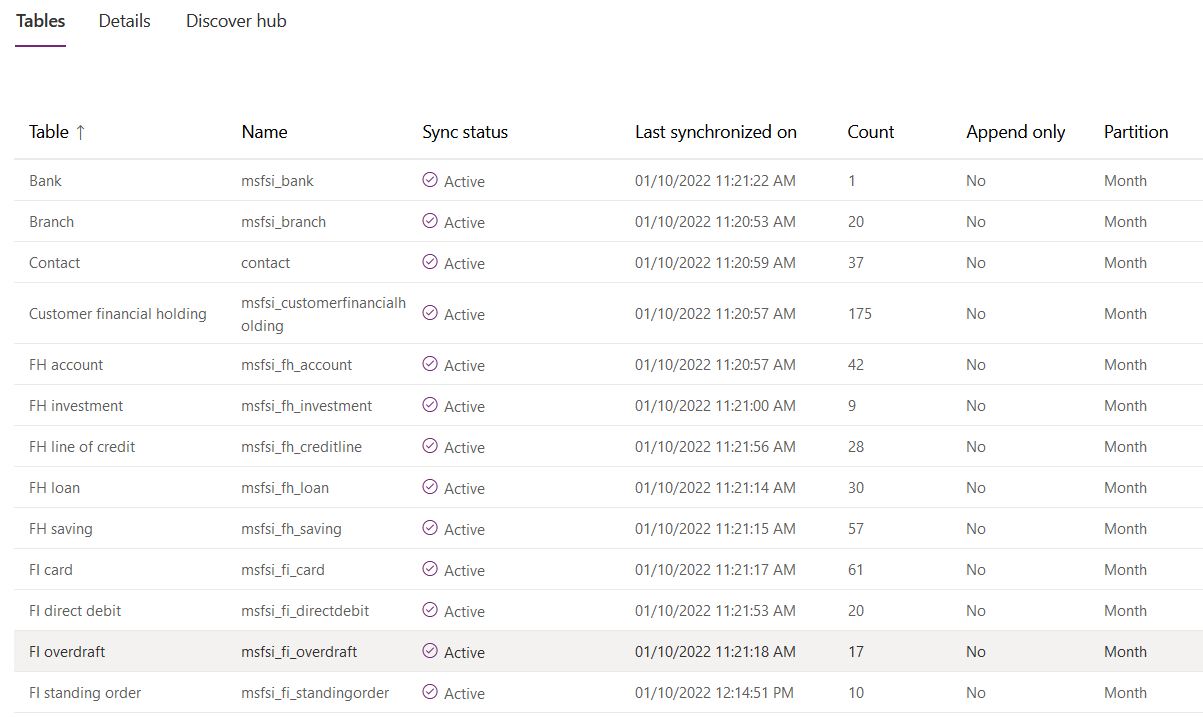 Tables Details Discover hub
Table ↑ Name Sync status Last synchronized on Count Append only Partition
Bank msfsi_bank Active 01/10/2022 11:21:22 AM 1 No Month
Branch msfsi_branch Active 01/10/2022 11:20:53 AM 20 No Month
Contact contact Active 01/10/2022 11:20:59 AM 37 No Month
Customer financial holding msfsi_customerfinancialh Active 01/10/2022 11:20:57 AM 175 No Month
olding
FH account msfsi_fh_account Active 01/10/2022 11:20:57 AM 42 No Month
FH investment msfsi_fh_investment Active 01/10/2022 11:21:00 AM 9 No Month
FH line of credit msfsi_fh_creditline Active 01/10/2022 11:21:56 AM 28 No Month
FH loan msfsi_fh_loan Active 01/10/2022 11:21:14 AM 30 No Month
FH saving msfsi_fh_saving Active 01/10/2022 11:21:15 AM 57 No Month
FI card msfsi_fi_card Active 01/10/2022 11:21:17 AM 61 No Month
FI direct debit msfsi_fi_directdebit Active 01/10/2022 11:21:53 AM 20 No Month
FI overdraft msfsi_fi_overdraft Active 01/10/2022 11:21:18 AM 17 No Month
FI standing order msfsi_fi_standingorder Active 01/10/2022 12:14:51 PM 10 No Month